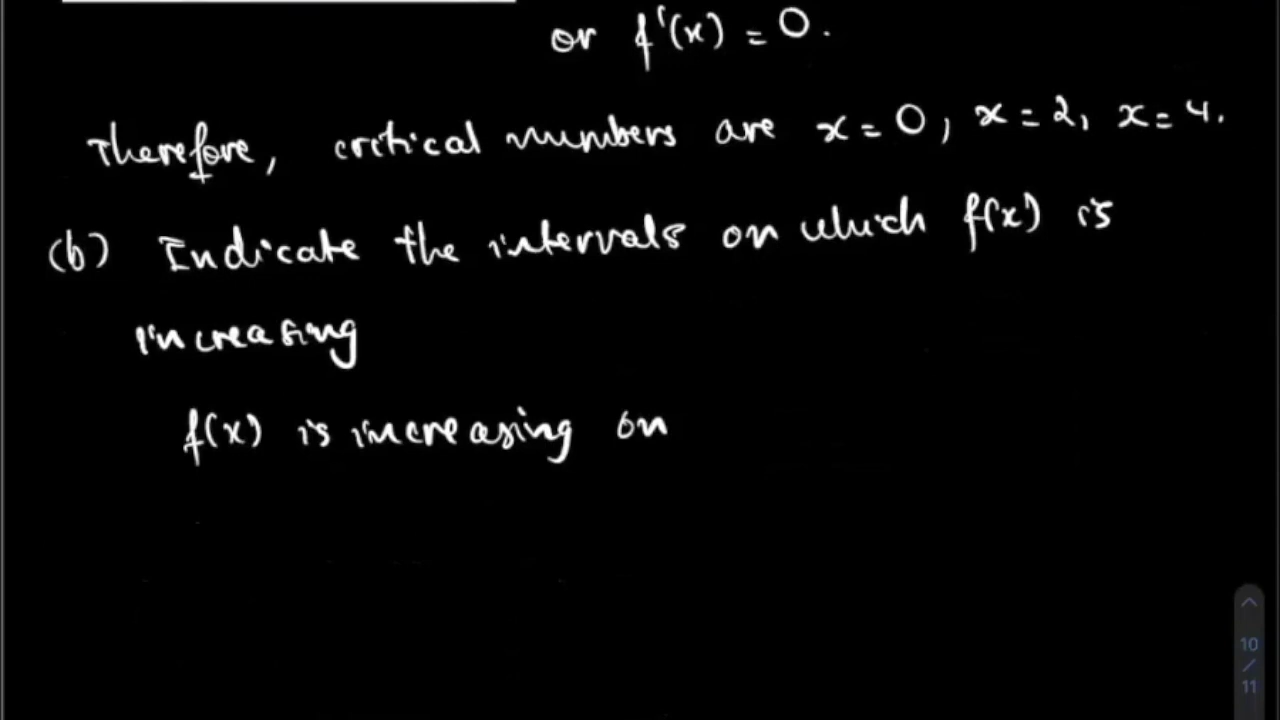 or f'(x) = 0.
Therefore, critical numbers are x = 0, x = 2, x = 4.
(b) Indicate the intervals on which f(x) is
increasing
f(x) is increasing on
10
/
11